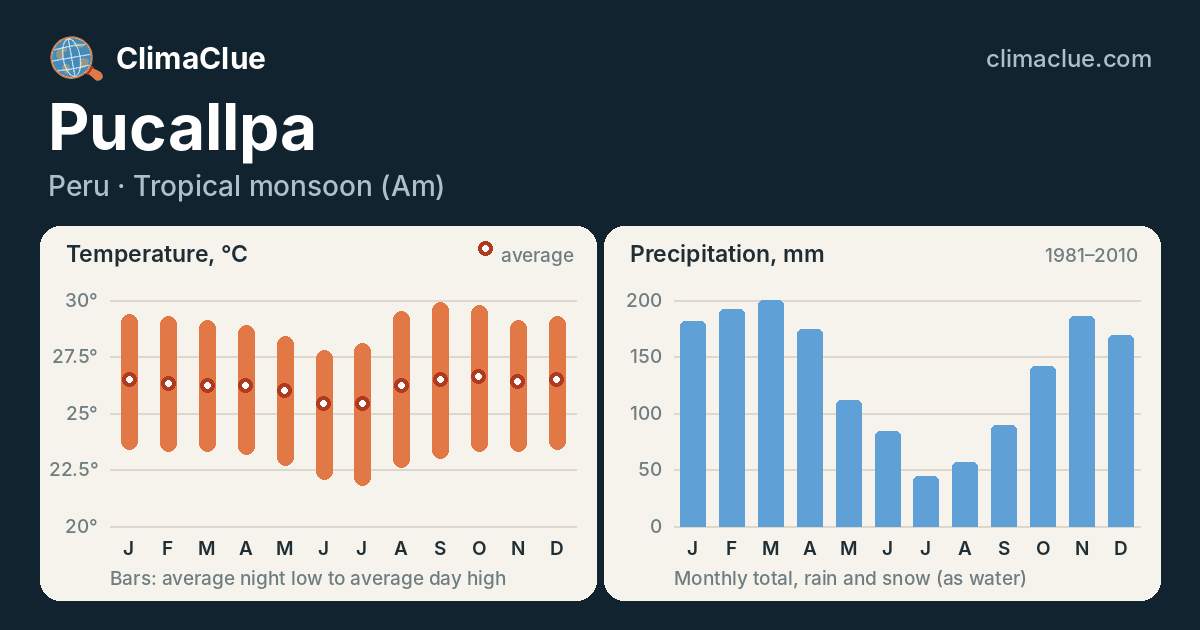 ClimaClue
climaclue.com
Pucallpa
Peru · Tropical monsoon (Am)
Temperature, °C
average
30°
27.5°
25°
22.5°
20°
J F M A M J J A S O N D
Bars: average night low to average day high
Precipitation, mm
1981–2010
200
150
100
50
0
J F M A M J J A S O N D
Monthly total, rain and snow (as water)